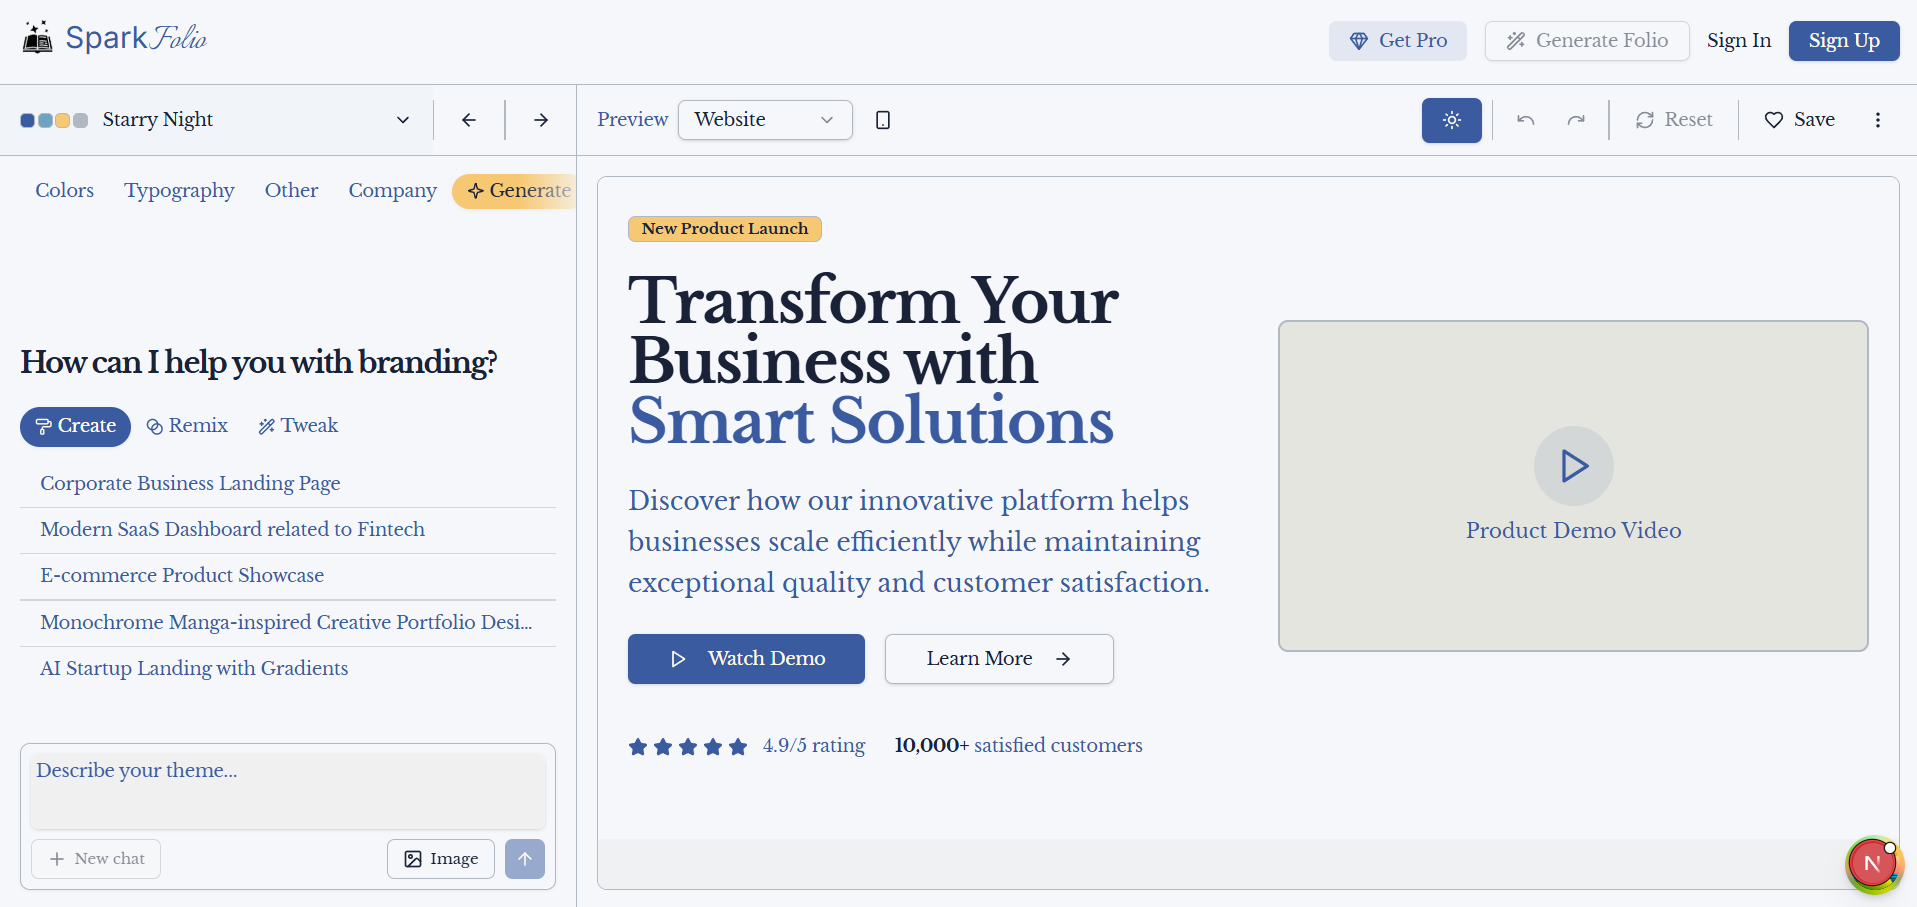 SparkFolio
Get Pro
Generate Folio
Sign In
Sign Up
Starry Night
Preview
Website
Reset
Save
Colors
Typography
Other
Company
Generate
How can I help you with branding?
Create
Remix
Tweak
Corporate Business Landing Page
Modern SaaS Dashboard related to Fintech
E-commerce Product Showcase
Monochrome Manga-inspired Creative Portfolio Desi...
AI Startup Landing with Gradients
Describe your theme...
New chat
Image
New Product Launch
Transform Your
Business with
Smart Solutions
Discover how our innovative platform helps
businesses scale efficiently while maintaining
exceptional quality and customer satisfaction.
Watch Demo
Learn More
4.9/5 rating
10,000+ satisfied customers
Product Demo Video
N